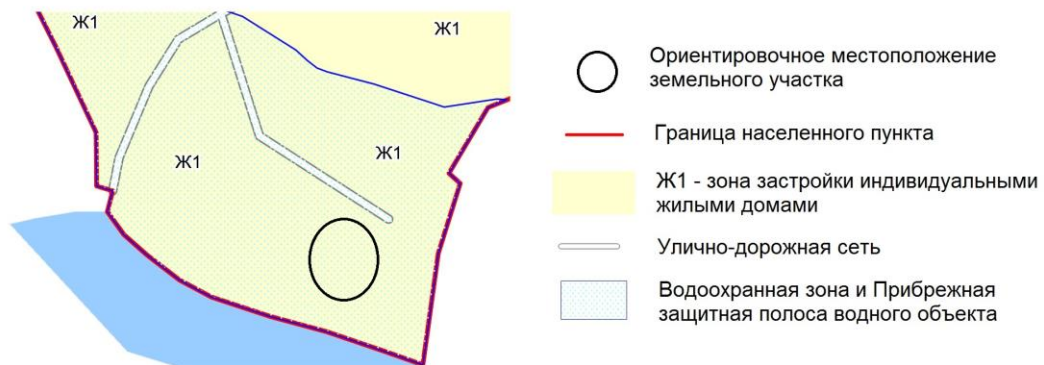 Ж1
Ж1
Ж1
Ж1
Ориентировочное местоположение
земельного участка
Граница населенного пункта
Ж1 - зона застройки индивидуальными
жилыми домами
Улично-дорожная сеть
Водоохранная зона и Прибрежная
защитная полоса водного объекта